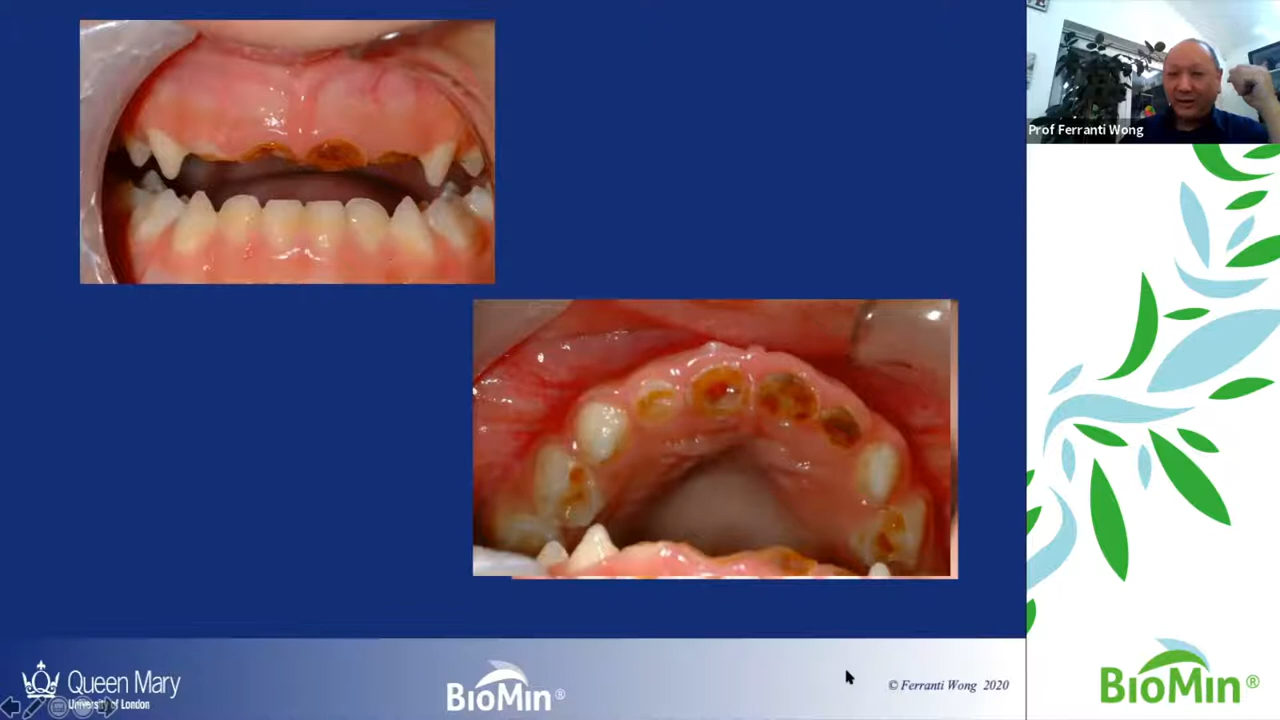 Prof Ferranti Wong
Queen Mary
University of London
BioMin®
© Ferranti Wong 2020
BioMin®